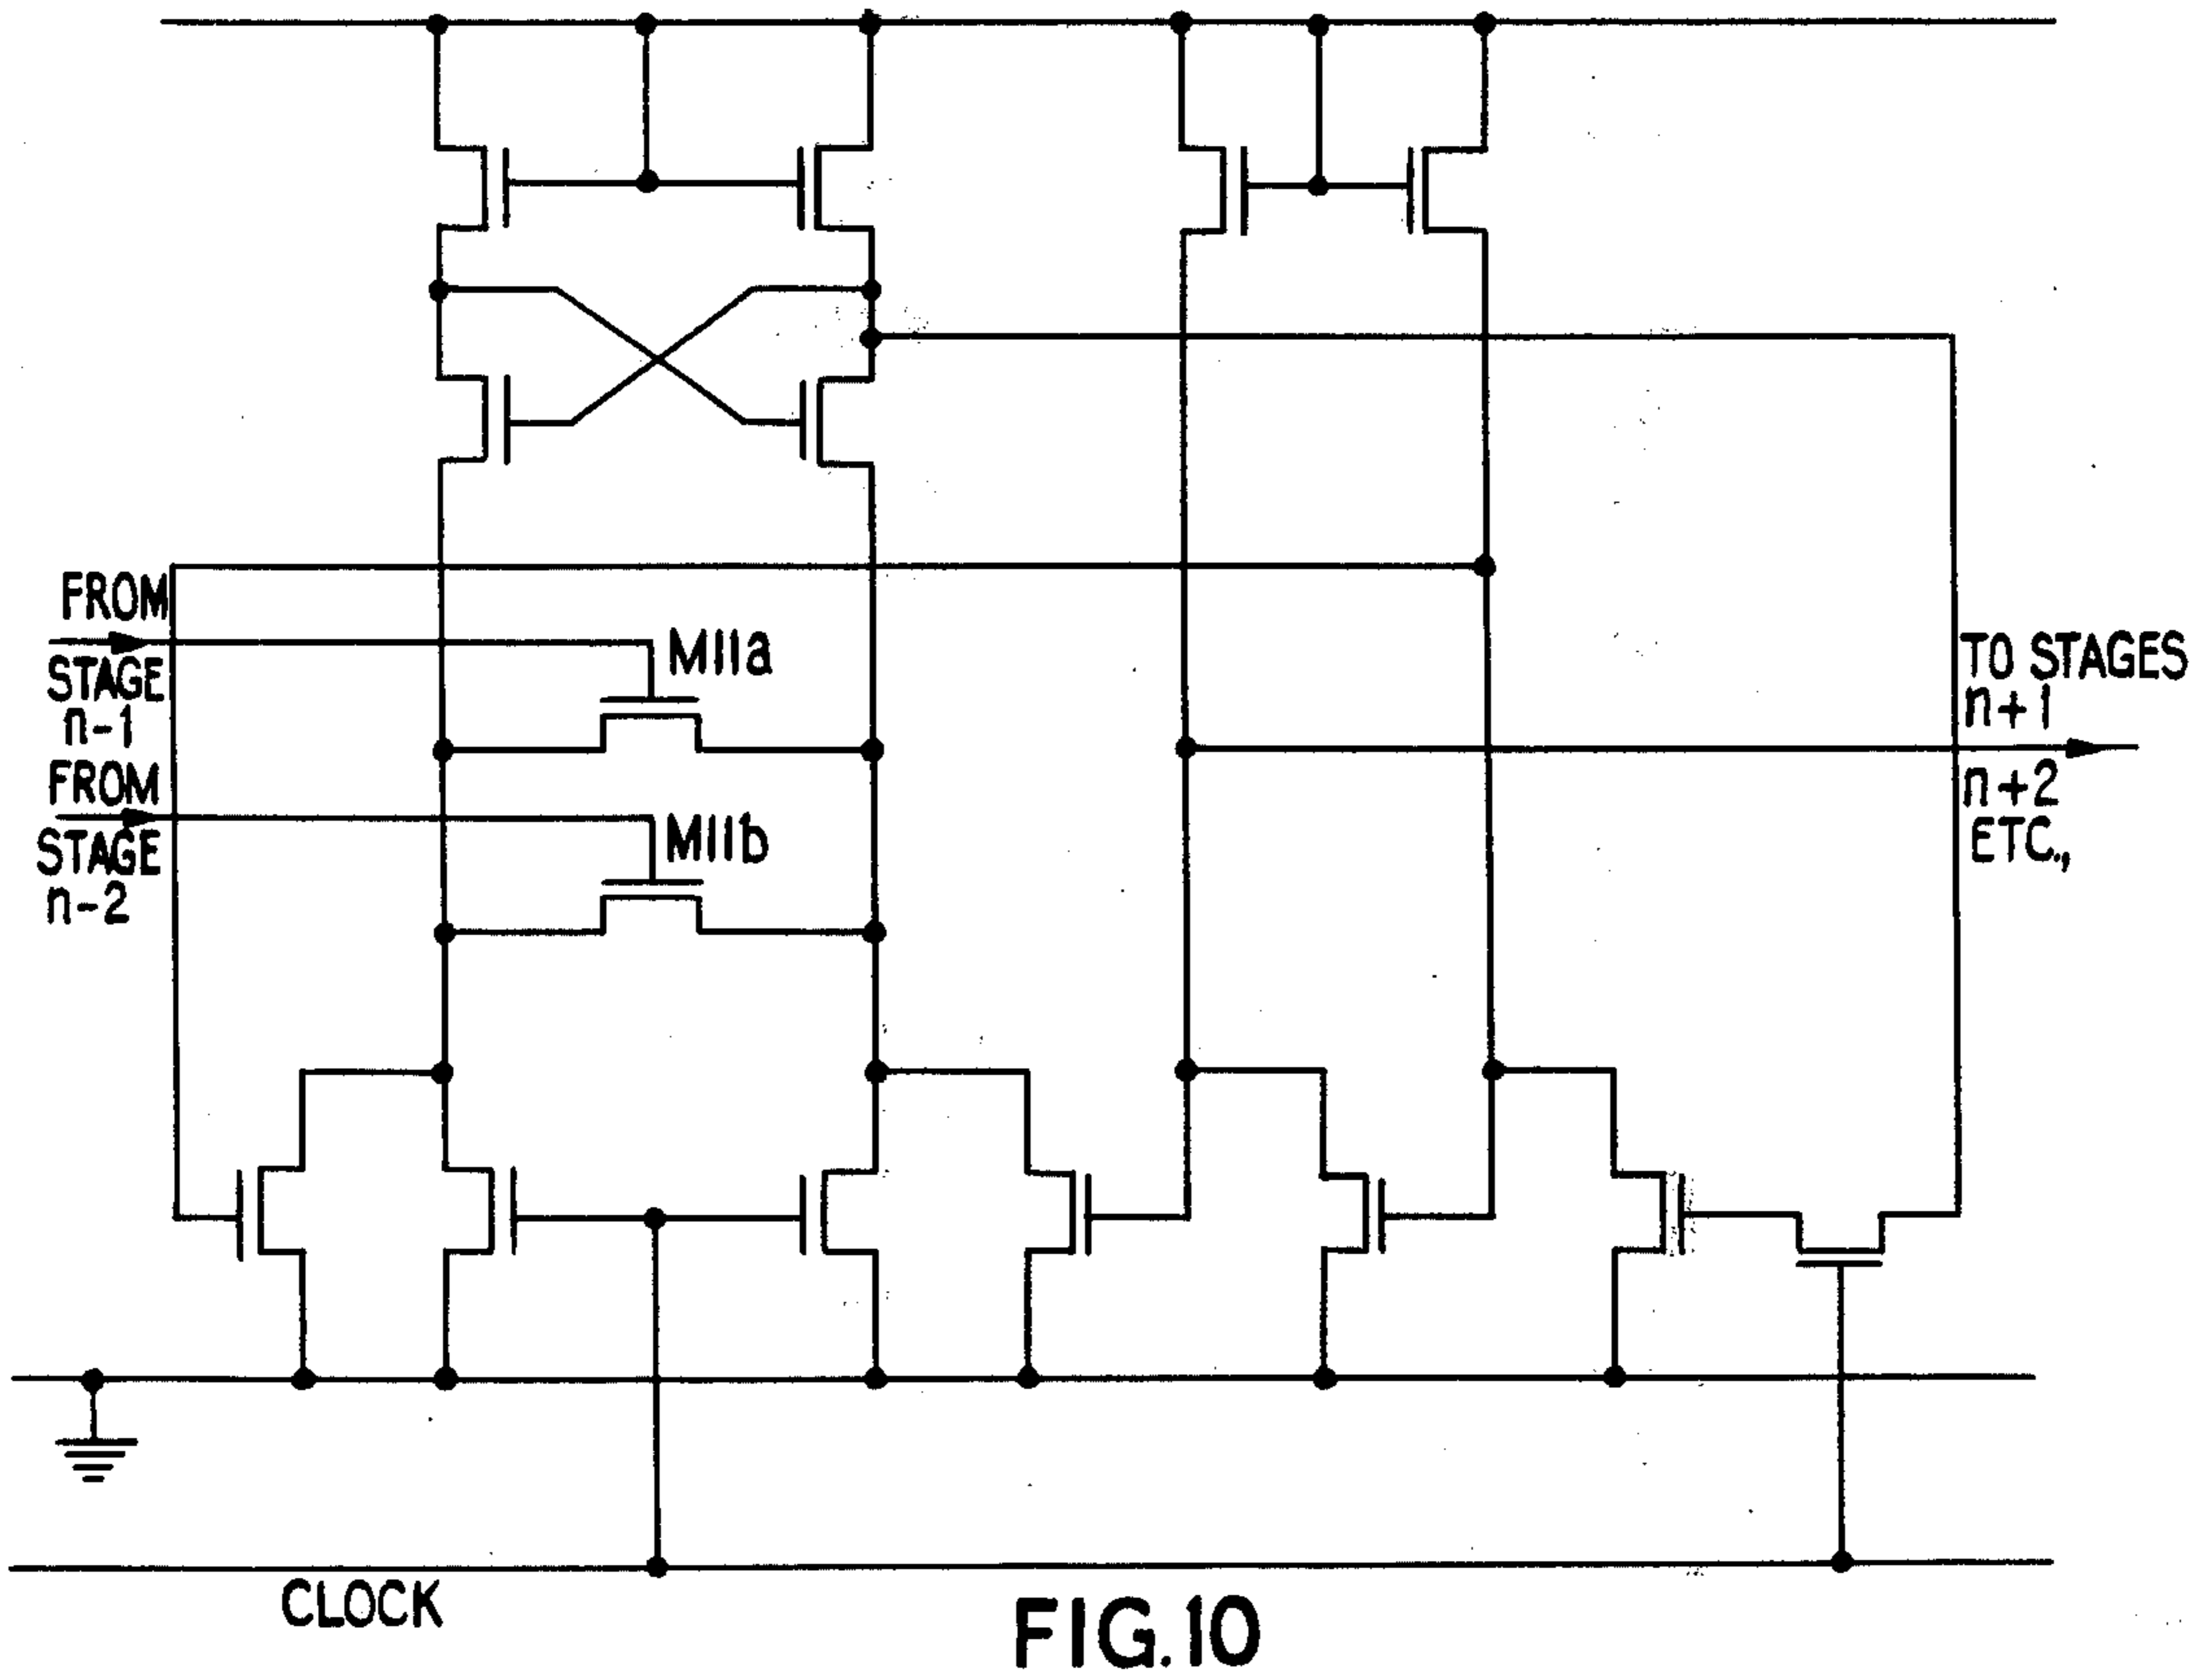 FROM
STAGE
n-1
M11a
FROM
STAGE
n-2
M11b
TO STAGES
n+1
n+2
ETC.,
CLOCK
FIG.10